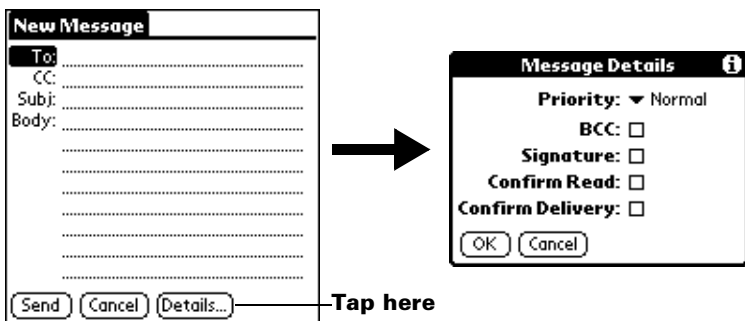 New Message
To:
CC:
Subj:
Body:
Send Cancel Details...
Tap here
Message Details
Priority: Normal
BCC:
Signature:
Confirm Read:
Confirm Delivery:
OK Cancel